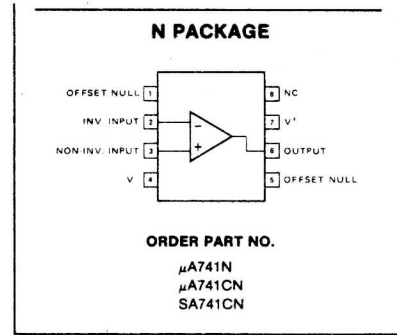 N PACKAGE
OFFSET NULL 1
INV. INPUT 2
NON-INV. INPUT 3
V 4
8 NC
7 V+
6 OUTPUT
5 OFFSET NULL
−
+
ORDER PART NO.
μA741N
μA741CN
SA741CN